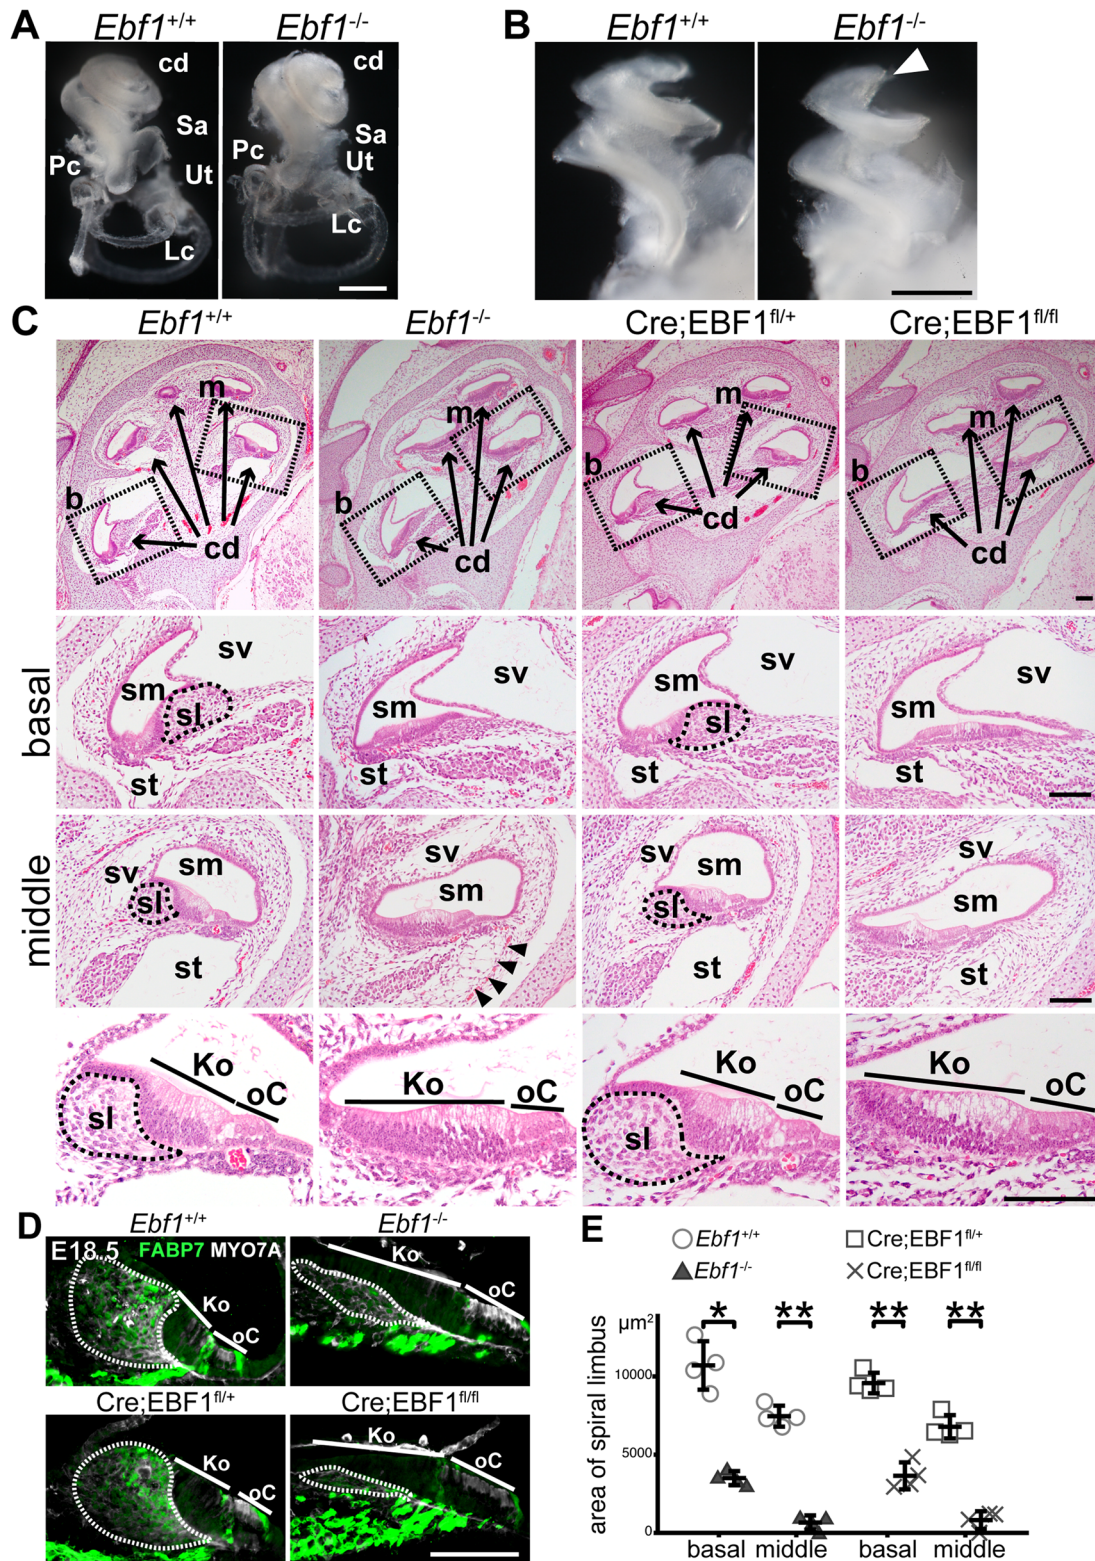 A Ebf1+/+ Ebf1-/- B Ebf1+/+ Ebf1-/-
cd cd
Sa Sa
Pc Ut Pc Ut
Lc Lc
C Ebf1+/+ Ebf1-/- Cre;EBF1fl/+ Cre;EBF1fl/fl
m m m m
b b b b
cd cd cd cd
basal
sv sv sv sv
sm sm sm sm
sl sl
st st st st
middle
sv sv sv sv
sm sm sm sm
sl sl
st st st
Ko Ko Ko Ko
oC oC oC oC
sl sl
D Ebf1+/+ Ebf1-/-
E18.5 FABP7 MYO7A
Ko Ko
oC oC
Cre;EBF1fl/+ Cre;EBF1fl/fl
Ko Ko
oC oC
E Ebf1+/+ Cre;EBF1fl/+
Ebf1-/- Cre;EBF1fl/fl
µm2 * ** ** **
10000
5000
0
area of spiral limbus
basal middle basal middle